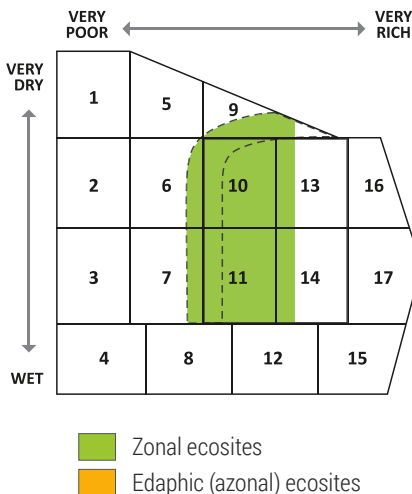 VERY
POOR
VERY
RICH
VERY
DRY
1
5
9
2
6
10
13
16
3
7
11
14
17
4
8
12
15
WET
Zonal ecosites
Edaphic (azonal) ecosites